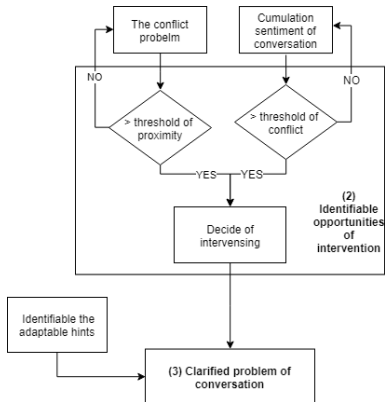 The conflict
probelm
Cumulation
sentiment of
conversation
NO
NO
> threshold of
proximity
> threshold of
conflict
YES
YES
(2)
Identifiable
opportunities
of
intervention
Decide of
intervensing
Identifiable the
adaptable hints
(3) Clarified problem of
conversation